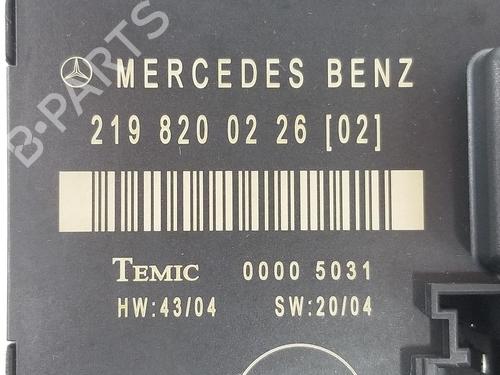 B-PARTS
MERCEDES BENZ
219 820 02 26 [02]
TEMIC 0000 5031
HW:43/04 SW:20/04